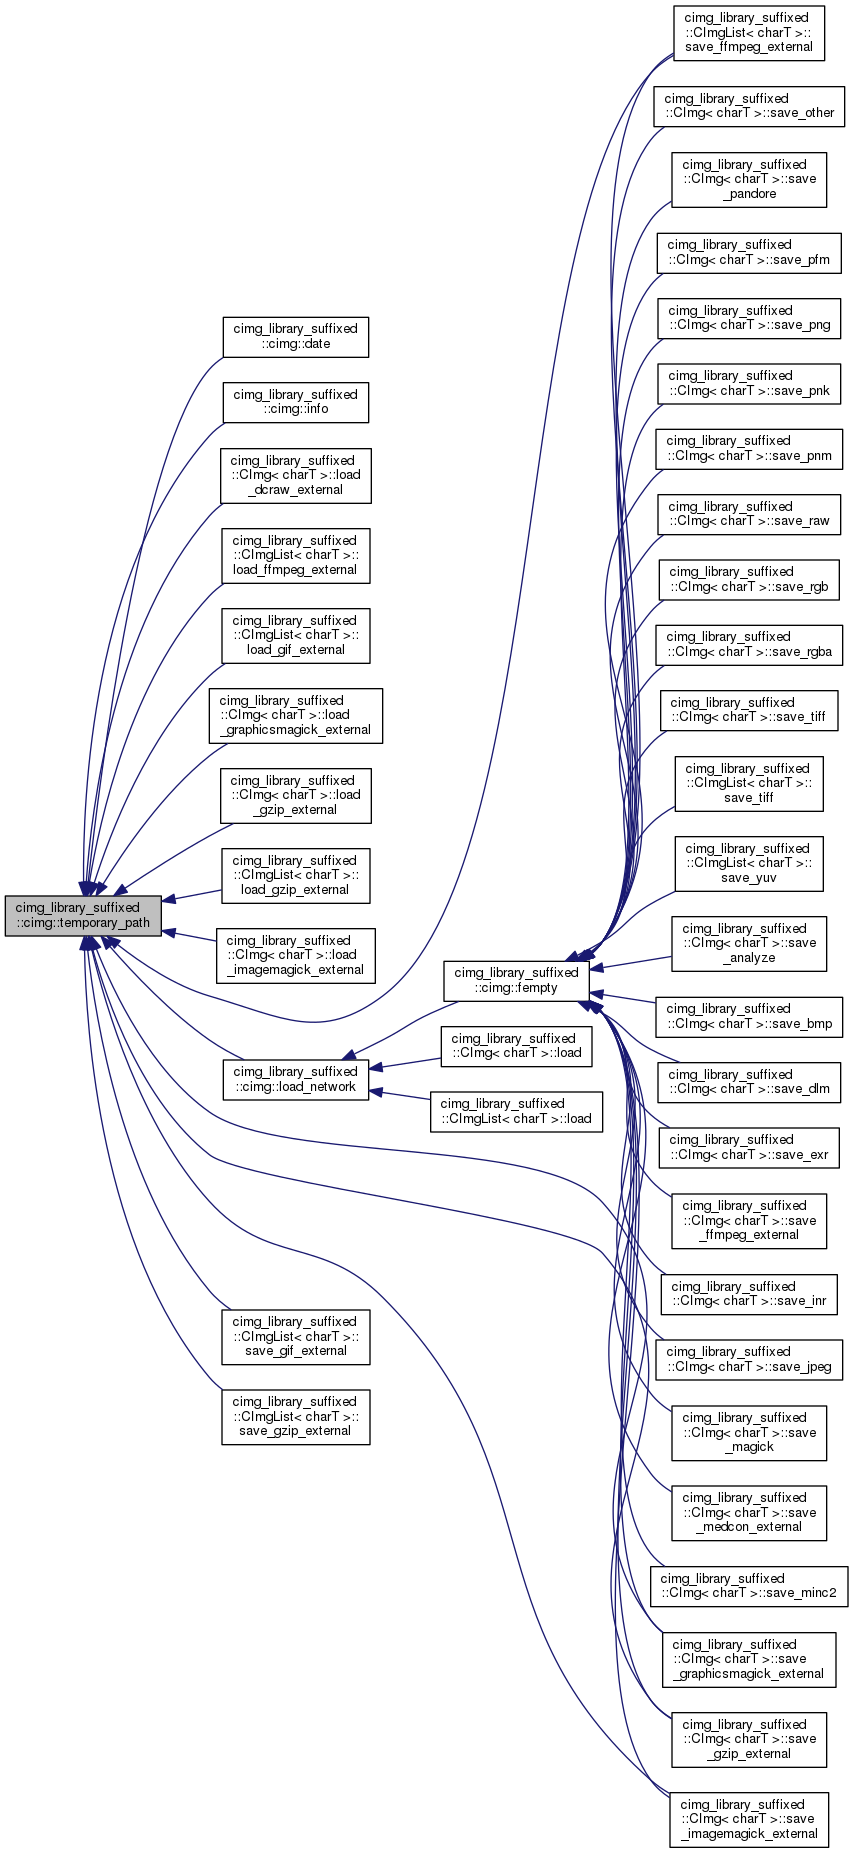 cimg_library_suffixed
::cimg::temporary_path
cimg_library_suffixed
::cimg::date
cimg_library_suffixed
::cimg::info
cimg_library_suffixed
::CImg< charT >::load
_dcraw_external
cimg_library_suffixed
::CImgList< charT >::
load_ffmpeg_external
cimg_library_suffixed
::CImgList< charT >::
load_gif_external
cimg_library_suffixed
::CImg< charT >::load
_graphicsmagick_external
cimg_library_suffixed
::CImg< charT >::load
_gzip_external
cimg_library_suffixed
::CImgList< charT >::
load_gzip_external
cimg_library_suffixed
::CImg< charT >::load
_imagemagick_external
cimg_library_suffixed
::cimg::load_network
cimg_library_suffixed
::CImgList< charT >::
save_gif_external
cimg_library_suffixed
::CImgList< charT >::
save_gzip_external
cimg_library_suffixed
::cimg::fempty
cimg_library_suffixed
::CImg< charT >::load
cimg_library_suffixed
::CImgList< charT >::load
cimg_library_suffixed
::CImgList< charT >::
save_ffmpeg_external
cimg_library_suffixed
::CImg< charT >::save_other
cimg_library_suffixed
::CImg< charT >::save
_pandore
cimg_library_suffixed
::CImg< charT >::save_pfm
cimg_library_suffixed
::CImg< charT >::save_png
cimg_library_suffixed
::CImg< charT >::save_pnk
cimg_library_suffixed
::CImg< charT >::save_pnm
cimg_library_suffixed
::CImg< charT >::save_raw
cimg_library_suffixed
::CImg< charT >::save_rgb
cimg_library_suffixed
::CImg< charT >::save_rgba
cimg_library_suffixed
::CImg< charT >::save_tiff
cimg_library_suffixed
::CImgList< charT >::
save_tiff
cimg_library_suffixed
::CImgList< charT >::
save_yuv
cimg_library_suffixed
::CImg< charT >::save
_analyze
cimg_library_suffixed
::CImg< charT >::save_bmp
cimg_library_suffixed
::CImg< charT >::save_dlm
cimg_library_suffixed
::CImg< charT >::save_exr
cimg_library_suffixed
::CImg< charT >::save
_ffmpeg_external
cimg_library_suffixed
::CImg< charT >::save_inr
cimg_library_suffixed
::CImg< charT >::save_jpeg
cimg_library_suffixed
::CImg< charT >::save
_magick
cimg_library_suffixed
::CImg< charT >::save
_medcon_external
cimg_library_suffixed
::CImg< charT >::save_minc2
cimg_library_suffixed
::CImg< charT >::save
_graphicsmagick_external
cimg_library_suffixed
::CImg< charT >::save
_gzip_external
cimg_library_suffixed
::CImg< charT >::save
_imagemagick_external